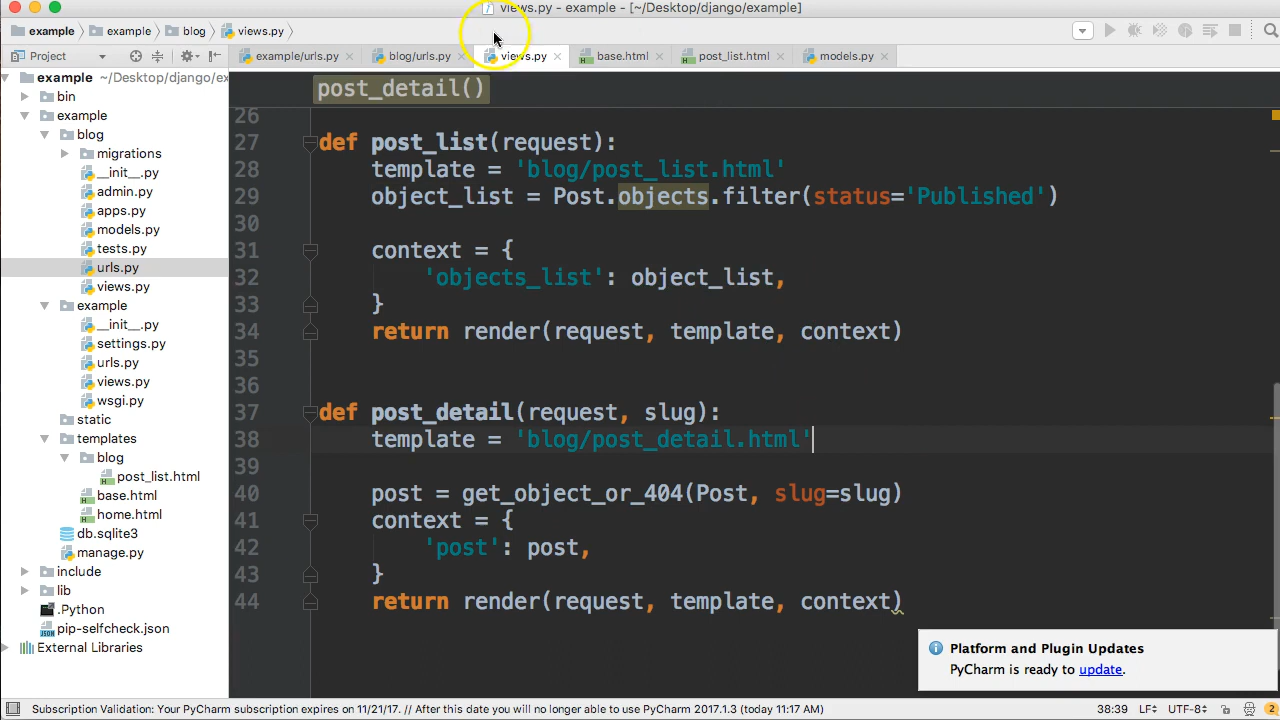 views.py - example - [~/Desktop/django/example]
example example blog views.py
Project example/urls.py blog/urls.py views.py base.html post_list.html models.py
example ~/Desktop/django/ex
bin
example
blog
migrations
__init__.py
admin.py
apps.py
models.py
tests.py
urls.py
views.py
example
__init__.py
settings.py
urls.py
views.py
wsgi.py
static
templates
blog
post_list.html
base.html
home.html
db.sqlite3
manage.py
include
lib
.Python
pip-selfcheck.json
External Libraries
post_detail()
26
27 def post_list(request):
28 template = 'blog/post_list.html'
29 object_list = Post.objects.filter(status='Published')
30
31 context = {
32 'objects_list': object_list,
33 }
34 return render(request, template, context)
35
36
37 def post_detail(request, slug):
38 template = 'blog/post_detail.html'
39
40 post = get_object_or_404(Post, slug=slug)
41 context = {
42 'post': post,
43 }
44 return render(request, template, context)
Platform and Plugin Updates
PyCharm is ready to update.
Subscription Validation: Your PyCharm subscription expires on 11/21/17. // After this date you will no longer be able to use PyCharm 2017.1.3 (today 11:17 AM) 38:39 LF÷ UTF-8÷ 2